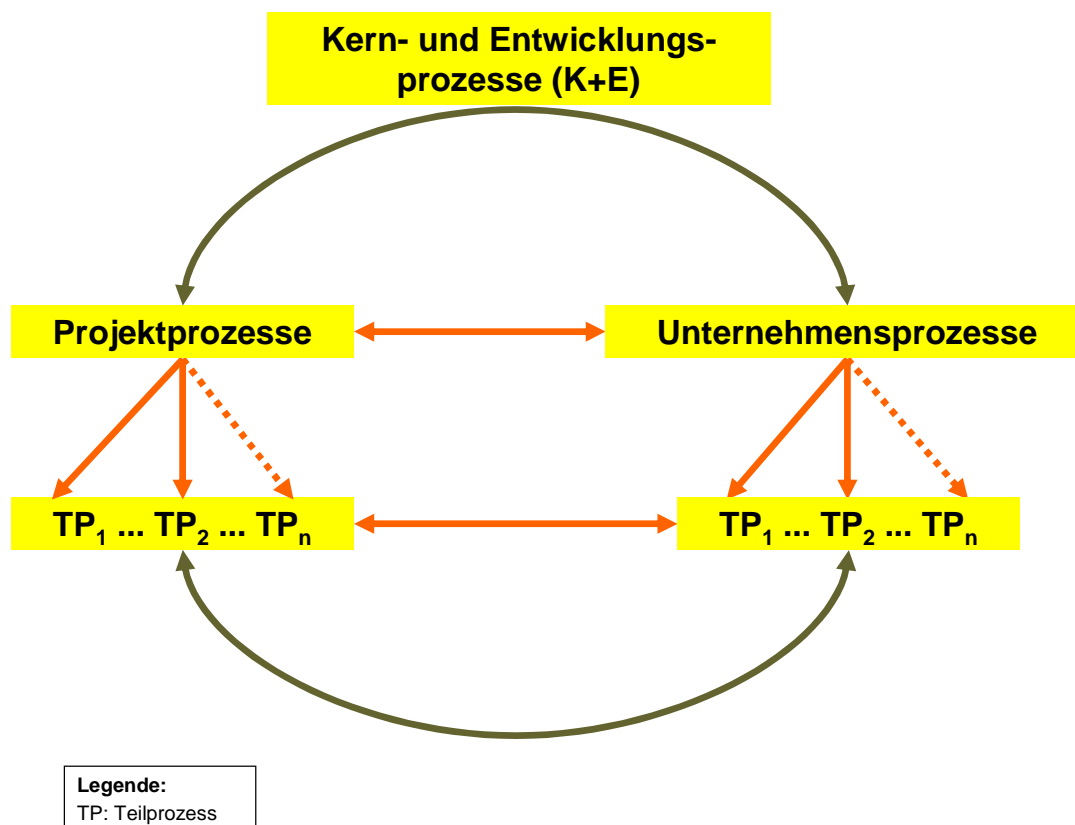 Kern- und Entwicklungs-
prozesse (K+E)
Projektprozesse
Unternehmensprozesse
TP₁ ... TP₂ ... TPₙ
TP₁ ... TP₂ ... TPₙ
Legende:
TP: Teilprozess